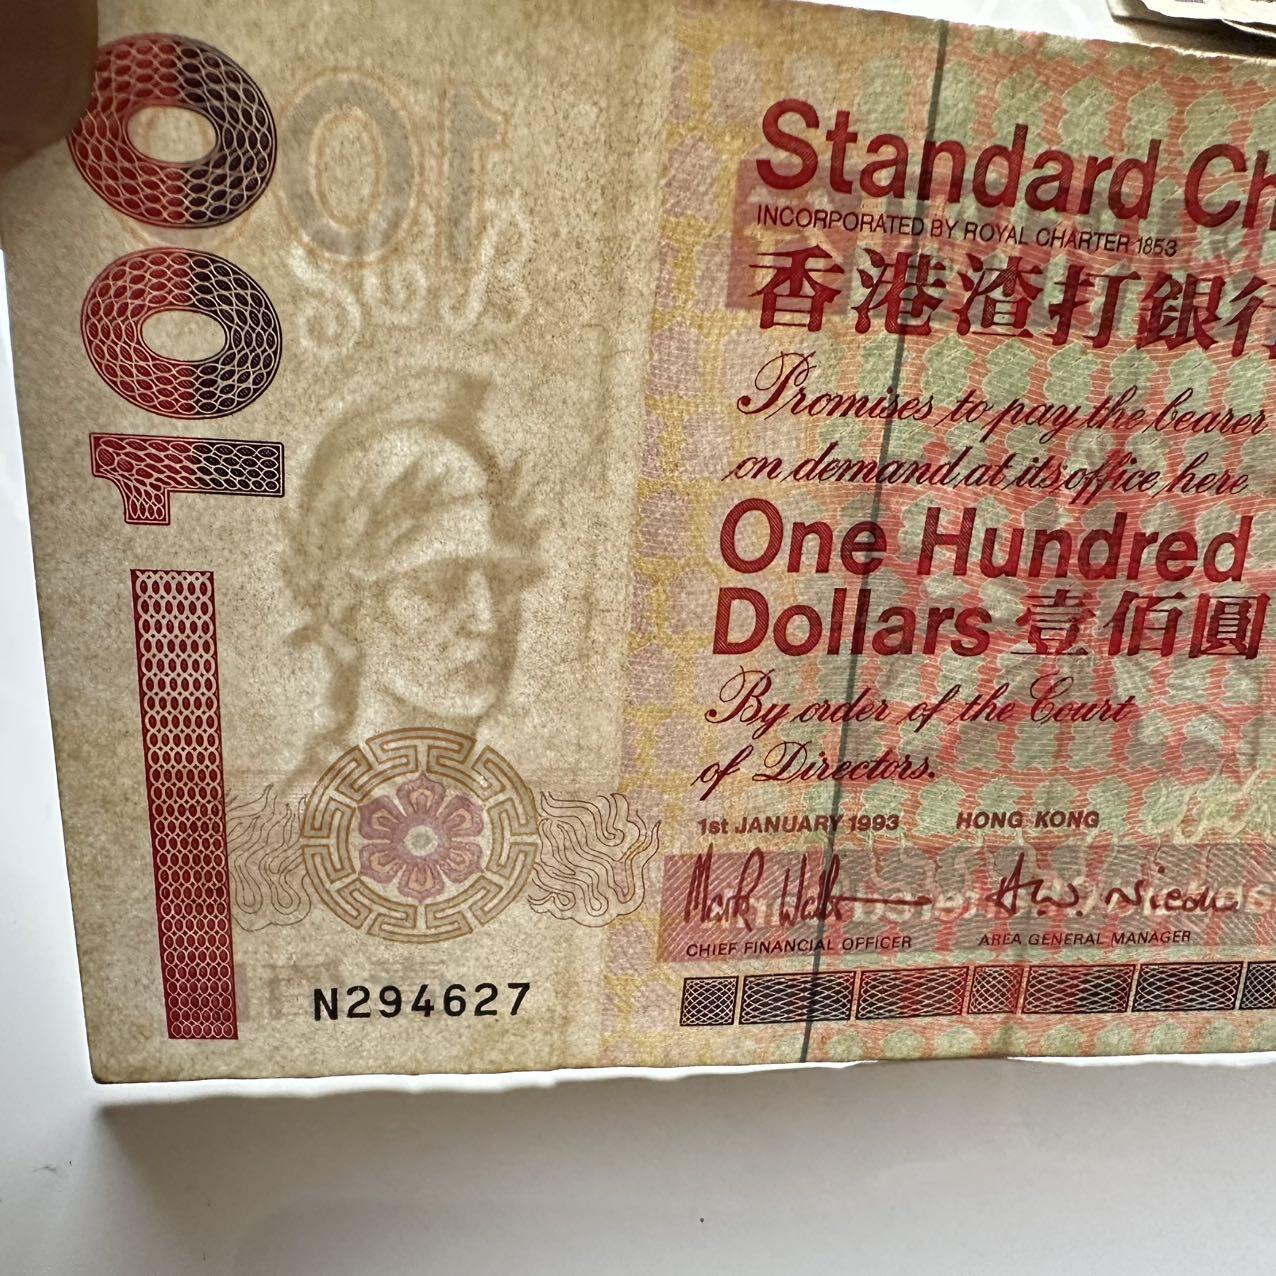 100
Standard Ch
INCORPORATED BY ROYAL CHARTER 1853
香港渣打銀行
Promises to pay the bearer
on demand at its office here
One Hundred
Dollars 壹佰圓
By order of the Court
of Directors.
1st JANUARY 1993 HONG KONG
CHIEF FINANCIAL OFFICER AREA GENERAL MANAGER
N294627